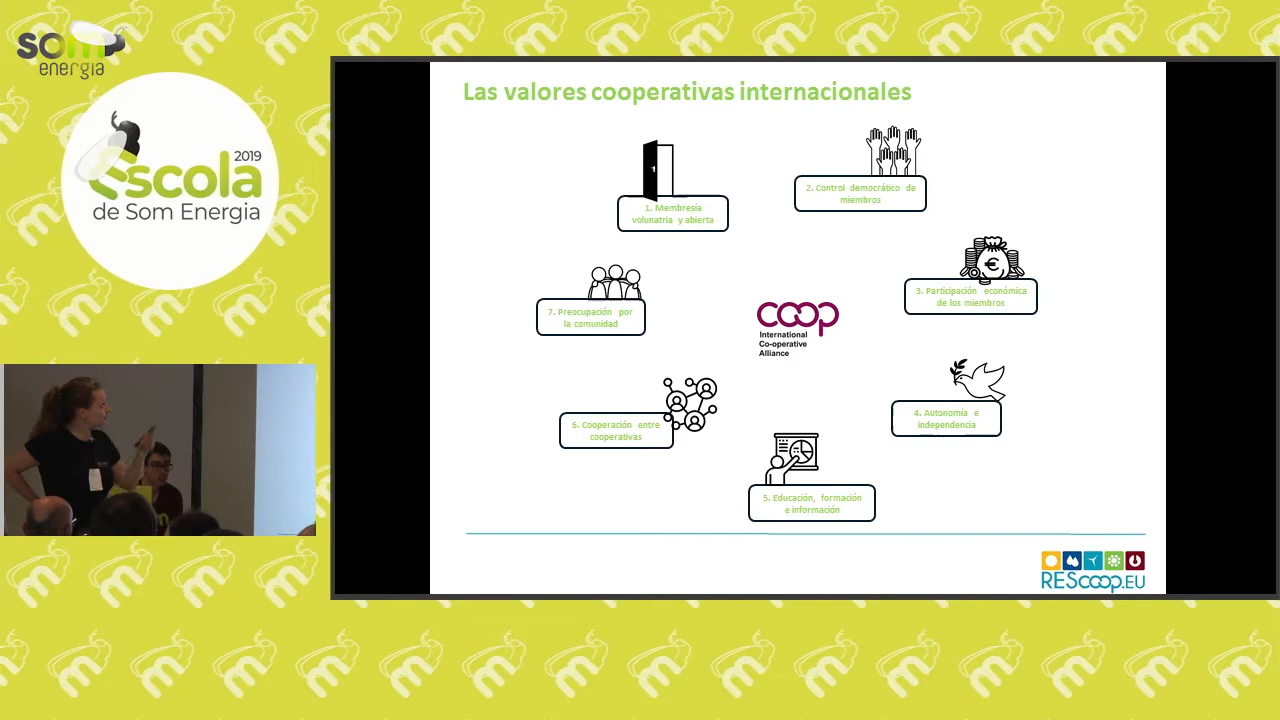 som
energia
2019
Escola
de Som Energia
Las valores cooperativas internacionales
1. Membresía
volunatria y abierta
2. Control democrático de
miembros
3. Participación económica
de los miembros
4. Autonomía e
independencia
5. Educación, formación
e información
6. Cooperación entre
cooperativas
7. Preocupación por
la comunidad
coop
International
Co-operative
Alliance
REScoop.EU